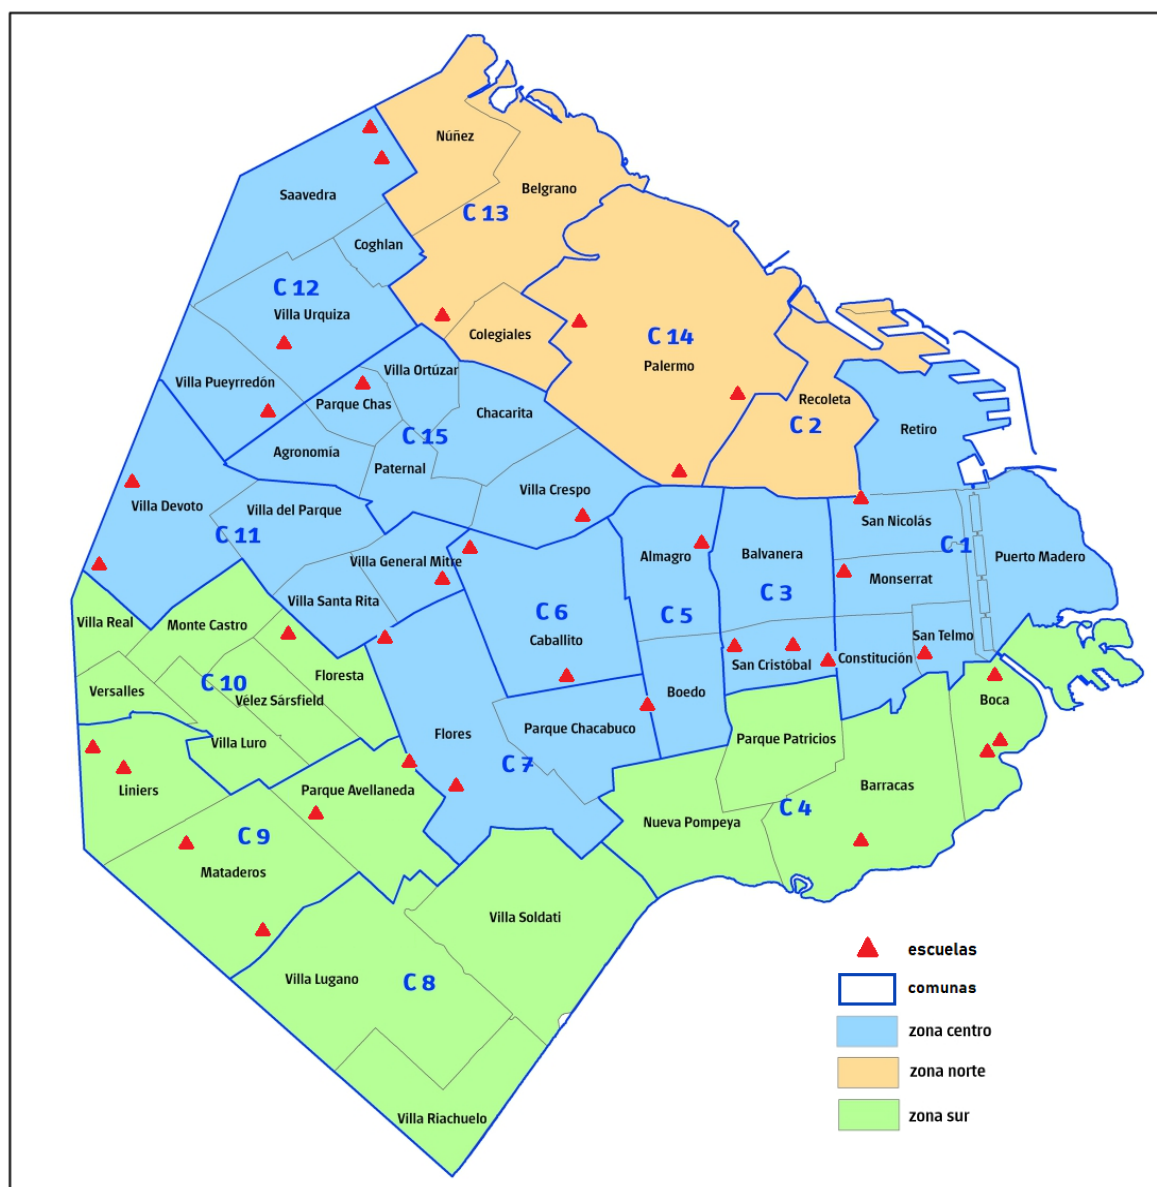 Núñez
Belgrano
Saavedra
C 13
Coghlan
C 12
Villa Urquiza
Colegiales
C 14
Palermo
Villa Ortúzar
Villa Pueyrredón
Parque Chas
Chacarita
Recoleta
C 2
Retiro
C 15
Agronomía
Paternal
Villa Crespo
Villa Devoto
Villa del Parque
C 11
San Nicolás
C 1
Almagro
Balvanera
Puerto Madero
Villa General Mitre
Monserrat
C 3
Villa Santa Rita
C 6
C 5
Villa Real
Monte Castro
Caballito
San Telmo
San Cristóbal
Constitución
Floresta
C 10
Versalles
Vélez Sársfield
Boedo
Boca
Parque Chacabuco
Flores
Parque Patricios
Villa Luro
C 7
Liniers
Parque Avellaneda
Barracas
C 4
Nueva Pompeya
C 9
Mataderos
Villa Soldati
Villa Lugano
C 8
Villa Riachuelo
escuelas
comunas
zona centro
zona norte
zona sur